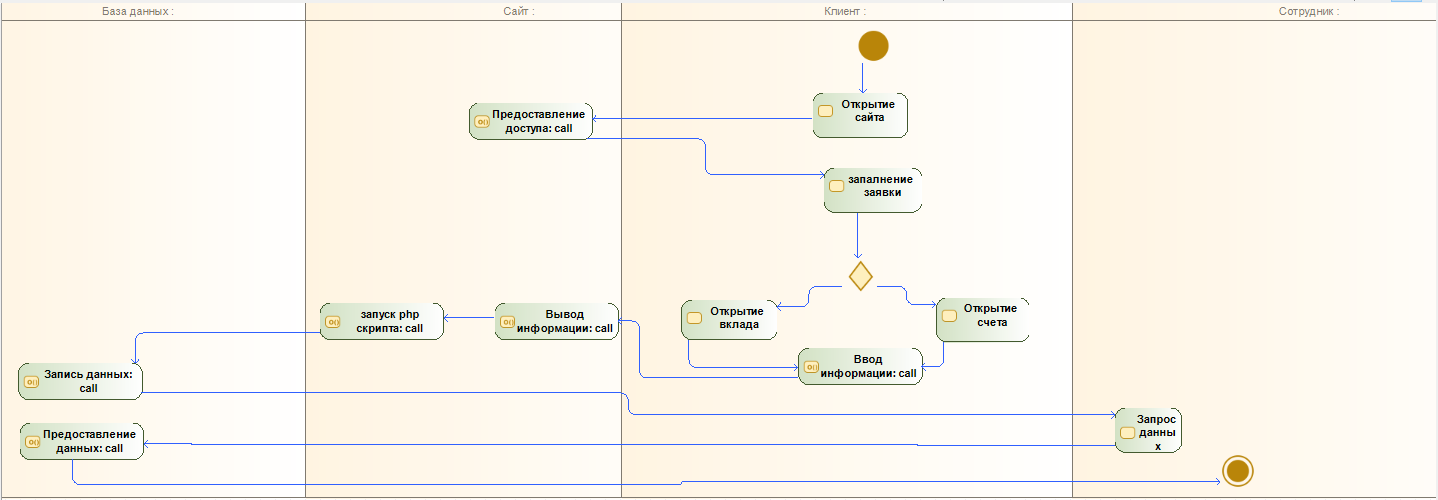 База данных :
Сайт :
Клиент :
Сотрудник :
Открытие
сайта
Предоставление
доступа: call
запалнение
заявки
Открытие
вклада
Открытие
счета
запуск php
скрипта: call
Вывод
информации: call
Ввод
информации: call
Запись данных:
call
Запрос
данны
х
Предоставление
данных: call